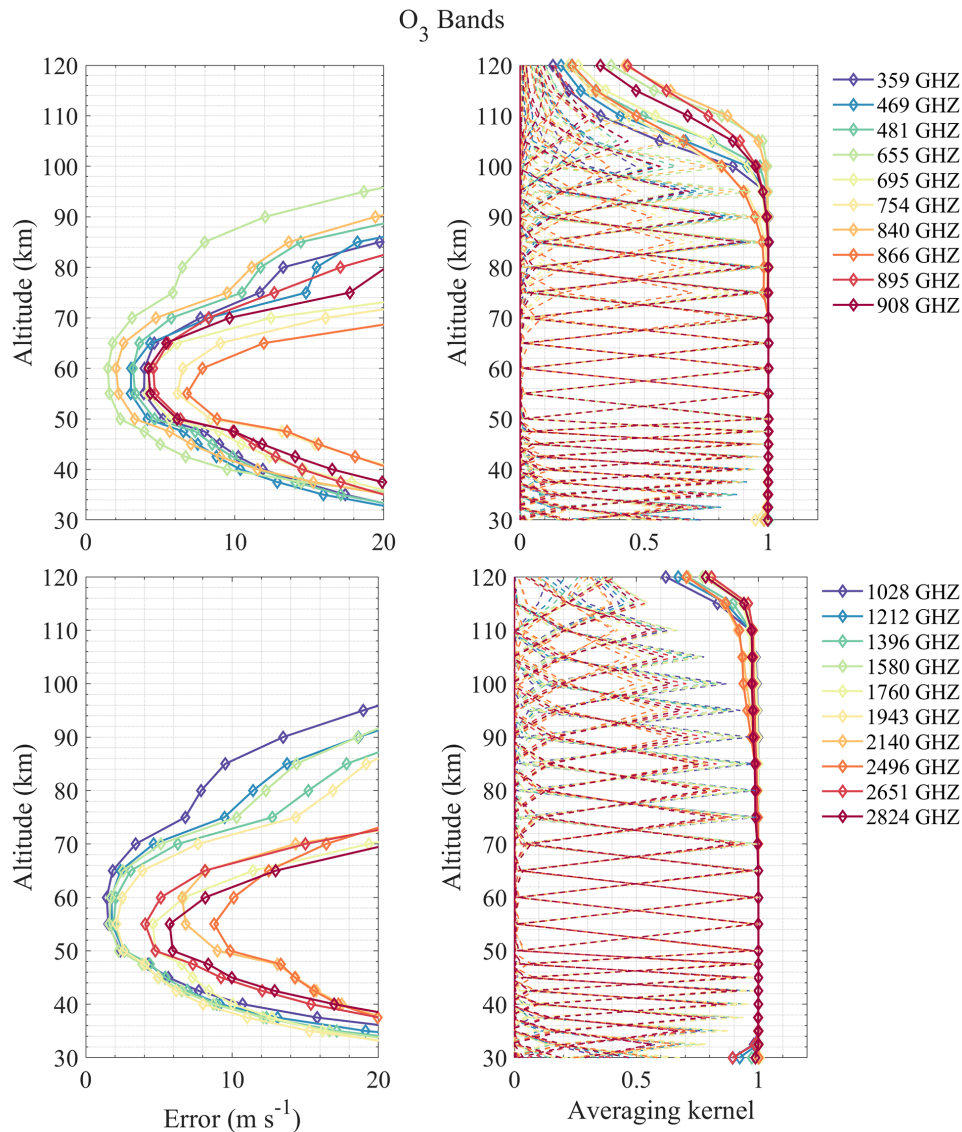 O3 Bands
120
110
100
90
80
70
60
50
40
30
Altitude (km)
0
10
20
120
110
100
90
80
70
60
50
40
30
Altitude (km)
0
0.5
1
359 GHZ
469 GHZ
481 GHZ
655 GHZ
695 GHZ
754 GHZ
840 GHZ
866 GHZ
895 GHZ
908 GHZ
120
110
100
90
80
70
60
50
40
30
Altitude (km)
0
10
20
Error (m s-1)
120
110
100
90
80
70
60
50
40
30
Altitude (km)
0
0.5
1
Averaging kernel
1028 GHZ
1212 GHZ
1396 GHZ
1580 GHZ
1760 GHZ
1943 GHZ
2140 GHZ
2496 GHZ
2651 GHZ
2824 GHZ